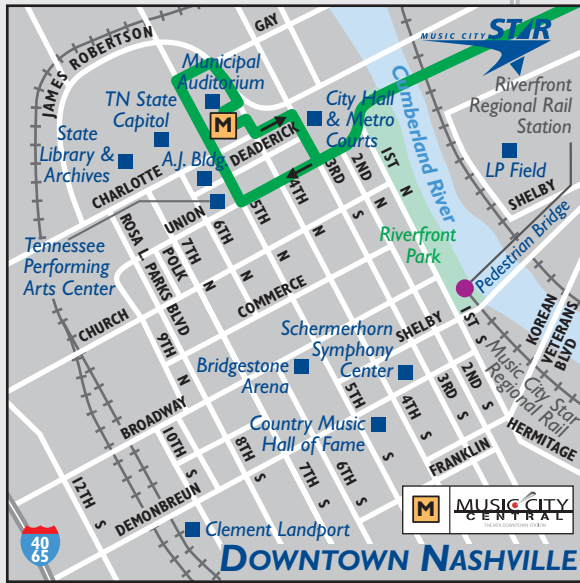 GAY
JAMES ROBERTSON
MUSIC CITY STAR
Municipal
Auditorium
TN State
Capitol
M
City Hall
& Metro
Courts
Cumberland River
Riverfront
Regional Rail
Station
State
Library &
Archives
A.J. Bldg
DEADERICK
CHARLOTTE
LP Field
SHELBY
1ST N
2ND N
3RD S
4TH N
5TH N
6TH N
7TH N
UNION
POLK
ROSA L. PARKS BLVD
Tennessee
Performing
Arts Center
Riverfront
Park
Pedestrian Bridge
COMMERCE
CHURCH
9TH N
Schermerhorn
Symphony
Center
SHELBY
1ST S
KOREAN
VETERANS
BLVD
Music City Star
Regional Rail
Bridgestone
Arena
BROADWAY
5TH S
4TH S
3RD S
2ND S
HERMITAGE
Country Music
Hall of Fame
FRANKLIN
10TH S
8TH S
7TH S
6TH S
12TH S
DEMONBREUN
M
MUSIC CITY
CENTRAL
Clement Landport
40
65
DOWNTOWN NASHVILLE